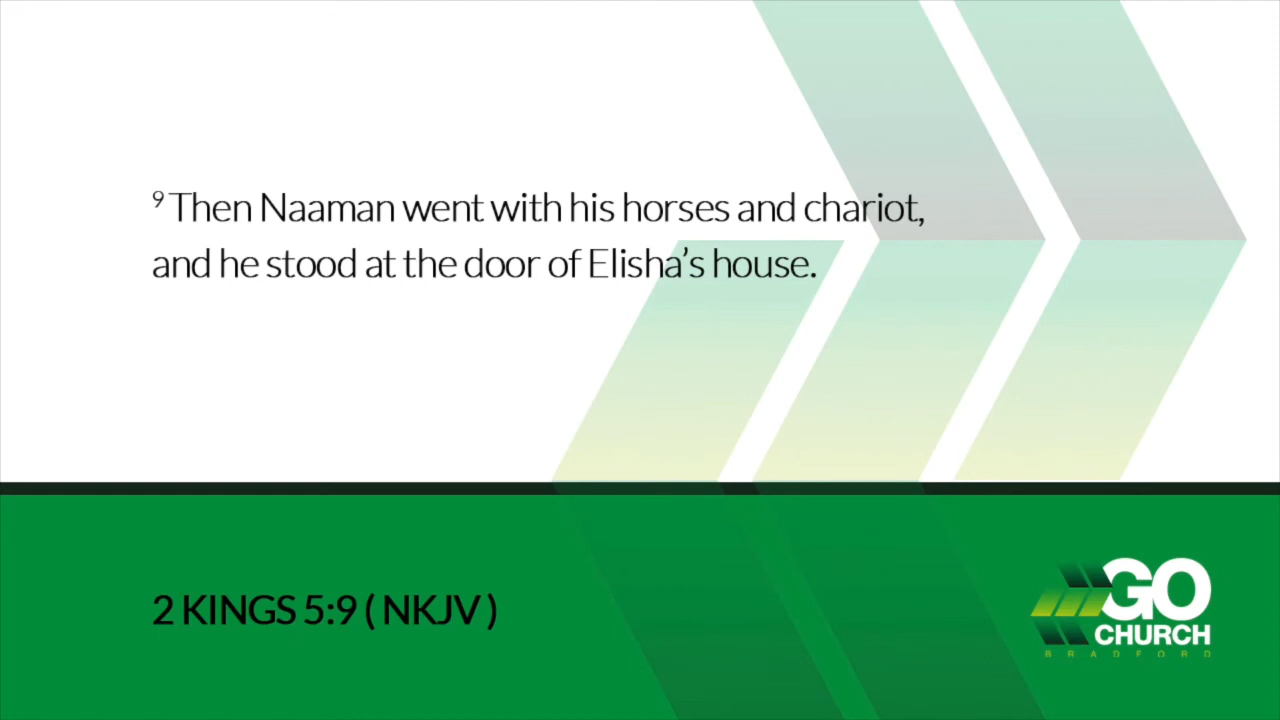 ⁹ Then Naaman went with his horses and chariot,
and he stood at the door of Elisha’s house.
2 KINGS 5:9 ( NKJV )
GO
CHURCH
BRADFORD